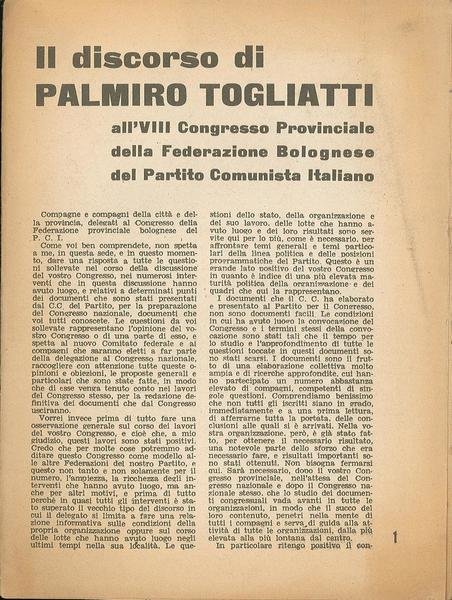 Il discorso di
PALMIRO TOGLIATTI
all'VIII Congresso Provinciale
della Federazione Bolognese
del Partito Comunista Italiano
Compagne e compagni della città e del-
la provincia, delegati al Congresso della
Federazione provinciale bolognese del
P. C. I.
Come voi ben comprendete, non spetta
a me, in questa sede, e in questo momen-
to, dare una risposta a tutte le questio-
ni sollevate nel corso della discussione
del vostro Congresso, nei numerosi inter-
venti che in questa discussione hanno
avuto luogo, e relativi a determinati punti
dei documenti che sono stati presentati
dal C.C. del Partito, per la preparazione
del Congresso nazionale, documenti che
voi tutti conoscete. Le questioni da voi
sollevate rappresentano l'opinione del vo-
stro Congresso o di una parte di esso, e
spetta al nuovo Comitato federale e ai
compagni che saranno eletti a far parte
della delegazione al Congresso nazionale,
raccogliere con attenzione tutte queste o-
pinioni e obiezioni, le proposte generali e
particolari che sono state fatte, in modo
che di esse venga tenuto conto nei lavori
del Congresso stesso, per la redazione de-
finitiva dei documenti che dal Congresso
usciranno.
Vorrei invece prima di tutto fare una
osservazione generale sul corso dei lavori
del vostro Congresso, e cioè che, a mio
giudizio, questi lavori sono stati positivi.
Credo che per molte cose potremmo addi-
tare questo Congresso come modello al-
le altre Federazioni del nostro Partito, e
questo non tanto e non solamente per il
numero, l'ampiezza, la ricchezza degli in-
terventi che hanno avuto luogo, ma an-
che per altri motivi, e prima di tutto
perchè in quasi tutti gli interventi è sta-
to superato il vecchio tipo del discorso in
cui il delegato si limita a fare una rela-
zione informativa sulle condizioni della
propria organizzazione oppure sul corso
delle lotte che hanno avuto luogo negli
ultimi tempi nella sua località. Le que-
stioni dello stato, della organizzazione e
del suo lavoro, delle lotte che hanno a-
vuto luogo e dei loro risultati sono ser-
vite qui per lo più, come è necessario, per
affrontare temi generali e temi partico-
lari della linea politica e delle posizioni
programmatiche del Partito. Questo è un
grande lato positivo del vostro Congresso
in quanto è indice di una più elevata ma-
turità politica della organizzazione e dei
quadri che qui la rappresentano.
I documenti che il C. C. ha elaborato
e presentato al Partito per il Congresso,
non sono documenti facili. Le condizioni
in cui ha avuto luogo la convocazione del
Congresso e i termini stessi della convo-
cazione sono stati tali che il tempo per
lo studio e l'approfondimento di tutte le
questioni toccate in questi documenti so-
no stati scarsi. I documenti sono il frut-
to di una elaborazione collettiva molto
ampia e di ricerche approfondite, cui han-
no partecipato un numero abbastanza
elevato di compagni, competenti di sin-
gole questioni. Comprendiamo benissimo
che non tutti gli iscritti siano in grado,
immediatamente e a una prima lettura,
di afferrarne tutta la portata, delle con-
clusioni alle quali si è arrivati. Nella vo-
stra organizzazione, però, è già stato fat-
to, per ottenere il necessario risultato,
una notevole parte dello sforzo che era
necessario fare, e risultati importanti so-
no stati ottenuti. Non bisogna fermarsi
qui. Sarà necessario, dopo il vostro Con-
gresso provinciale, nell'attesa del Con-
gresso nazionale e dopo il Congresso na-
zionale stesso, che lo studio dei documen-
ti congressuali vada avanti in tutte le
organizzazioni, in modo che il succo del
loro contenuto, penetri nella mente di
tutti i compagni e serva di guida alla at-
tività di tutte le organizzazioni, dalla più
elevata alla più lontana dal centro.
In particolare ritengo positivo il con-
1